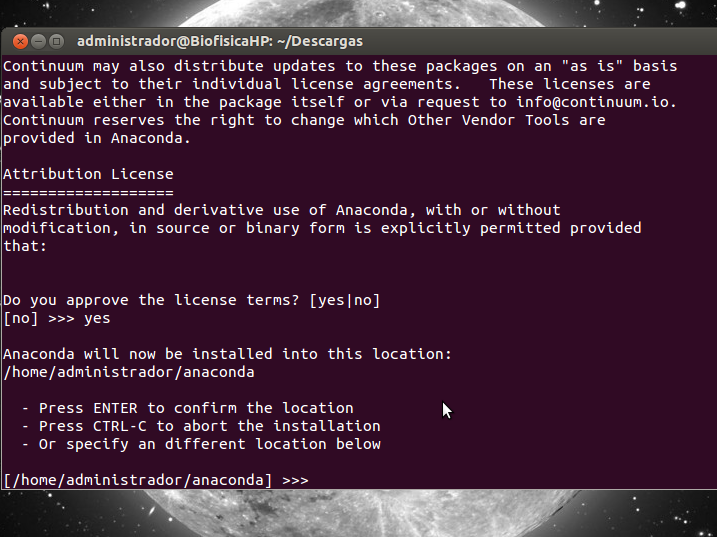 administrador@BiofisicaHP: ~/Descargas
Continuum may also distribute updates to these packages on an "as is" basis
and subject to their individual license agreements.   These licenses are
available either in the package itself or via request to info@continuum.io.
Continuum reserves the right to change which Other Vendor Tools are
provided in Anaconda.

Attribution License
===================
Redistribution and derivative use of Anaconda, with or without
modification, in source or binary form is explicitly permitted provided
that:

Do you approve the license terms? [yes|no]
[no] >>> yes

Anaconda will now be installed into this location:
/home/administrador/anaconda

  - Press ENTER to confirm the location
  - Press CTRL-C to abort the installation
  - Or specify an different location below

[/home/administrador/anaconda] >>>